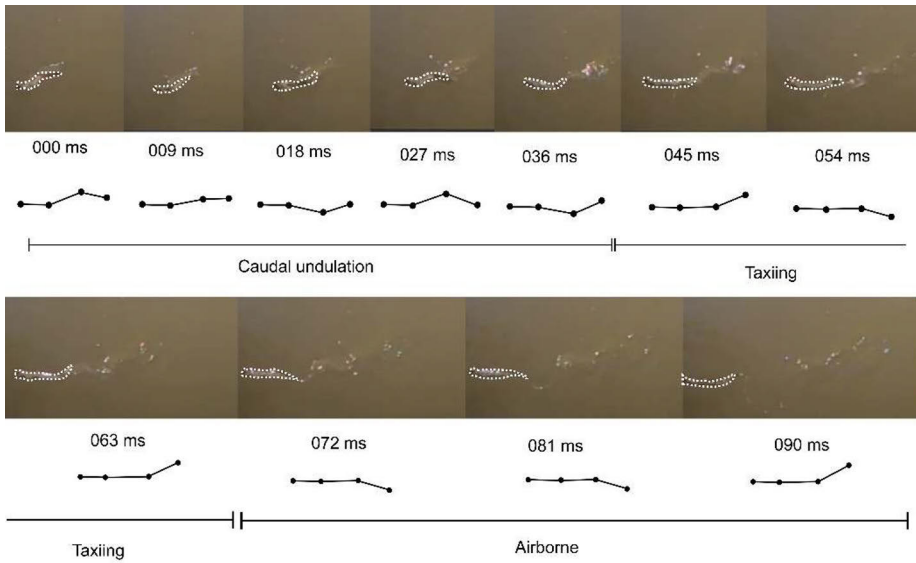 000 ms
009 ms
018 ms
027 ms
036 ms
045 ms
054 ms
Caudal undulation
Taxiing
063 ms
072 ms
081 ms
090 ms
Taxiing
Airborne